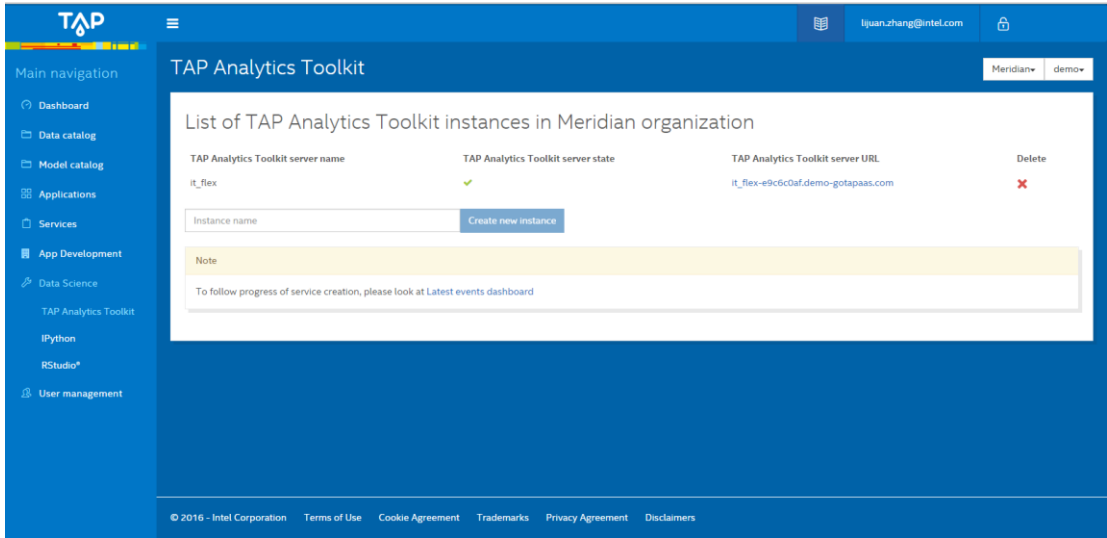 TAP
lijuan.zhang@intel.com
Main navigation
Dashboard
Data catalog
Model catalog
Applications
Services
App Development
Data Science
TAP Analytics Toolkit
IPython
RStudio®
User management
TAP Analytics Toolkit
Meridian demo
List of TAP Analytics Toolkit instances in Meridian organization
TAP Analytics Toolkit server name TAP Analytics Toolkit server state TAP Analytics Toolkit server URL Delete
it_flex it_flex-e9c6c0af.demo-gotapaas.com
Instance name Create new instance
Note
To follow progress of service creation, please look at Latest events dashboard
© 2016 - Intel Corporation Terms of Use Cookie Agreement Trademarks Privacy Agreement Disclaimers